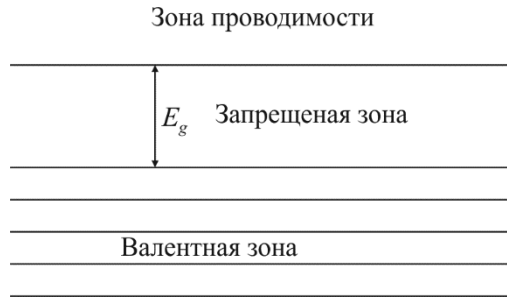 Зона проводимости
E_g Запрещеная зона
Валентная зона